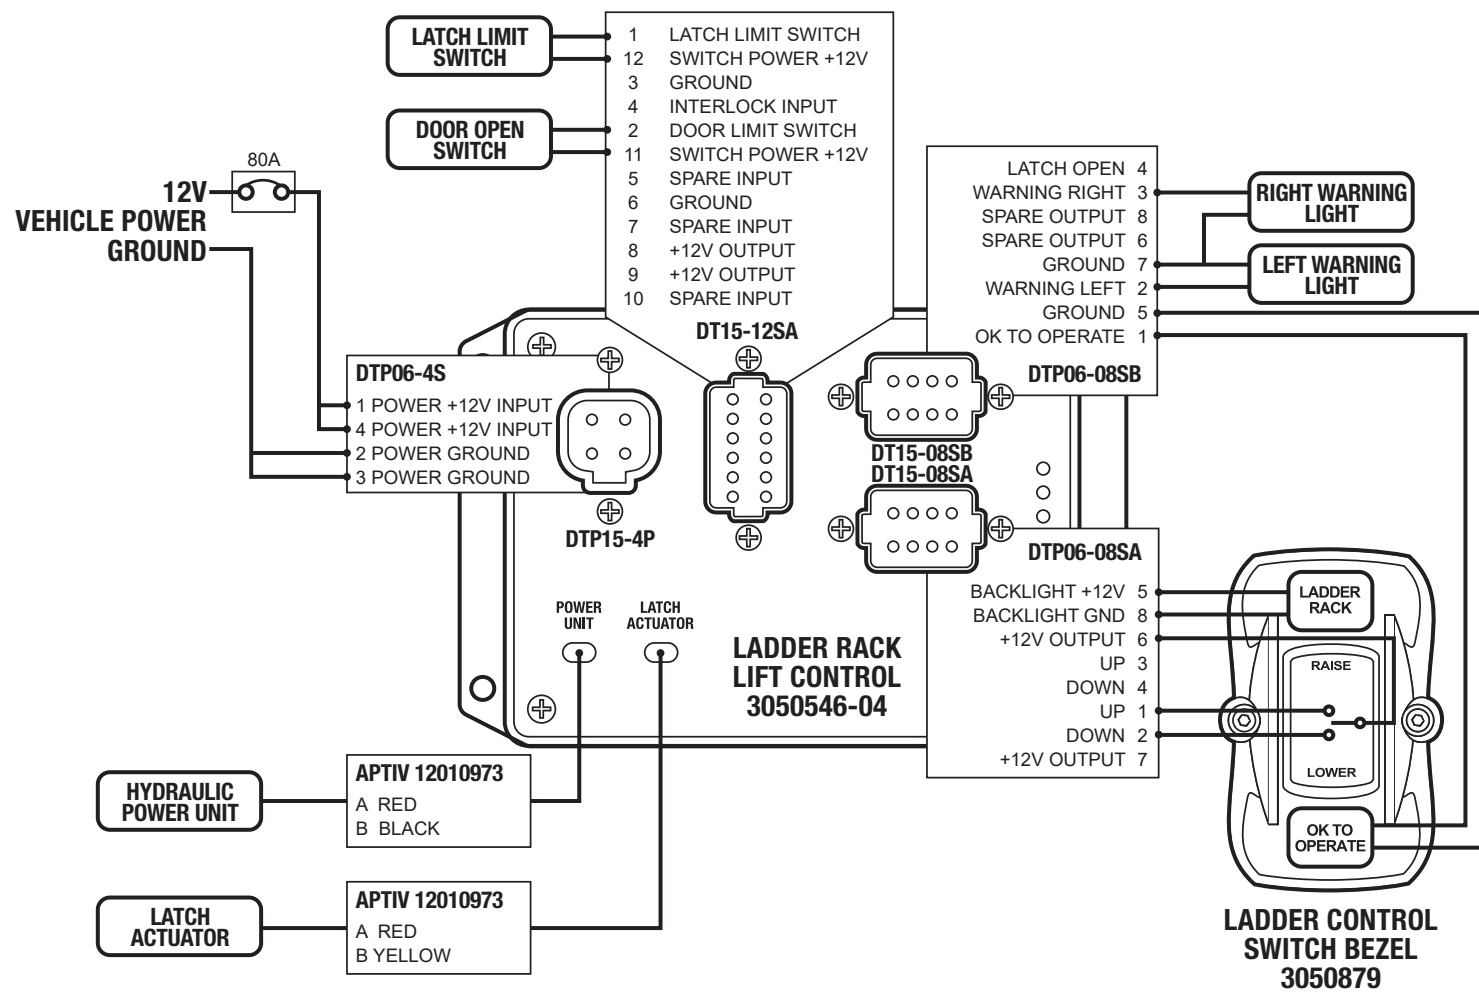 LATCH LIMIT
SWITCH
DOOR OPEN
SWITCH
1 LATCH LIMIT SWITCH
12 SWITCH POWER +12V
3 GROUND
4 INTERLOCK INPUT
2 DOOR LIMIT SWITCH
11 SWITCH POWER +12V
5 SPARE INPUT
6 GROUND
7 SPARE INPUT
8 +12V OUTPUT
9 +12V OUTPUT
10 SPARE INPUT
DT15-12SA
80A
12V
VEHICLE POWER
GROUND
LATCH OPEN 4
WARNING RIGHT 3
SPARE OUTPUT 8
SPARE OUTPUT 6
GROUND 7
WARNING LEFT 2
GROUND 5
OK TO OPERATE 1
DTP06-08SB
RIGHT WARNING
LIGHT
LEFT WARNING
LIGHT
DTP06-4S
1 POWER +12V INPUT
4 POWER +12V INPUT
2 POWER GROUND
3 POWER GROUND
DTP15-4P
DT15-08SB
DT15-08SA
DTP06-08SA
BACKLIGHT +12V 5
BACKLIGHT GND 8
+12V OUTPUT 6
UP 3
DOWN 4
UP 1
DOWN 2
+12V OUTPUT 7
POWER
UNIT
LATCH
ACTUATOR
LADDER RACK
LIFT CONTROL
3050546-04
LADDER
RACK
RAISE
LOWER
OK TO
OPERATE
LADDER CONTROL
SWITCH BEZEL
3050879
HYDRAULIC
POWER UNIT
APTIV 12010973
A RED
B BLACK
LATCH
ACTUATOR
APTIV 12010973
A RED
B YELLOW